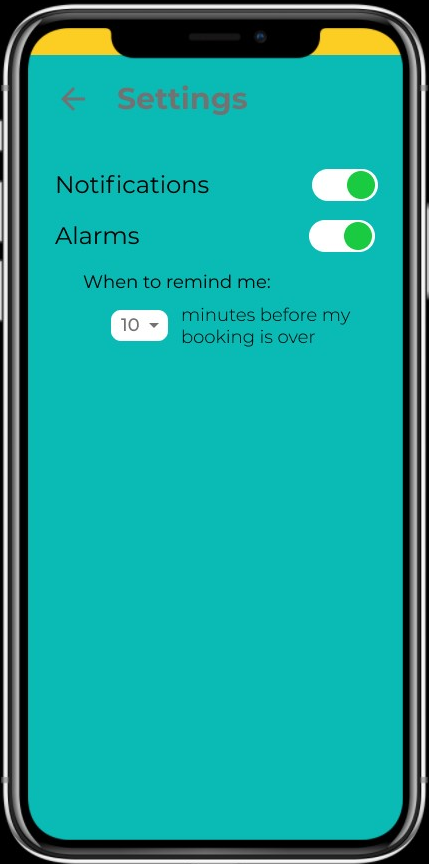 Settings
Notifications
Alarms
When to remind me:
10
minutes before my
booking is over